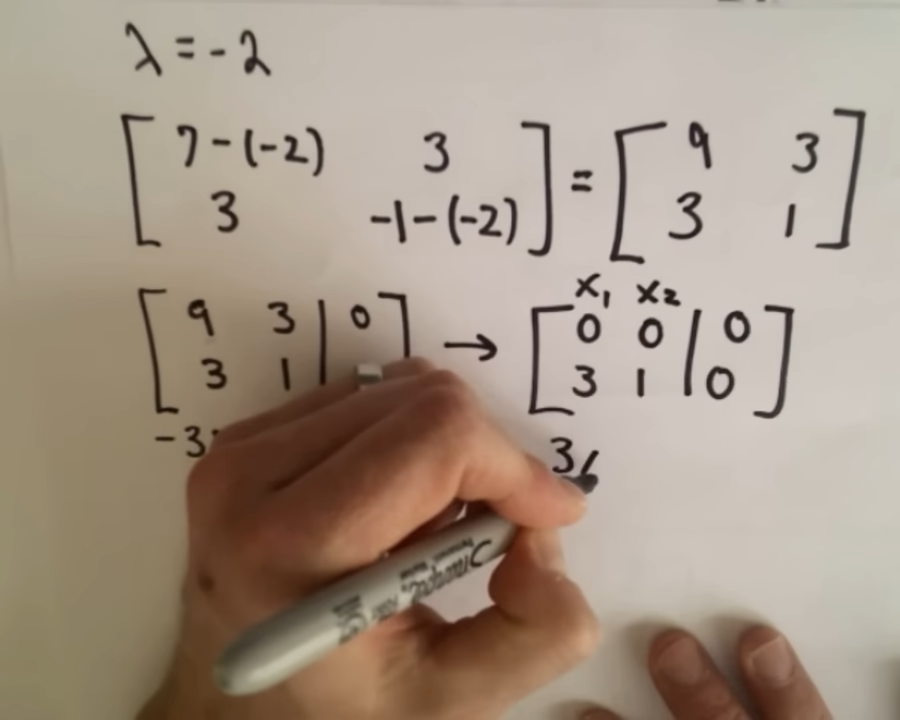 λ = -2
[ 7-(-2) 3 ] = [ 9 3 ]
[ 3 -1-(-2) ] [ 3 1 ]
x₁ x₂
[ 9 3 | 0 ] → [ 0 0 | 0 ]
[ 3 1 | ] [ 3 1 | 0 ]
-3 3